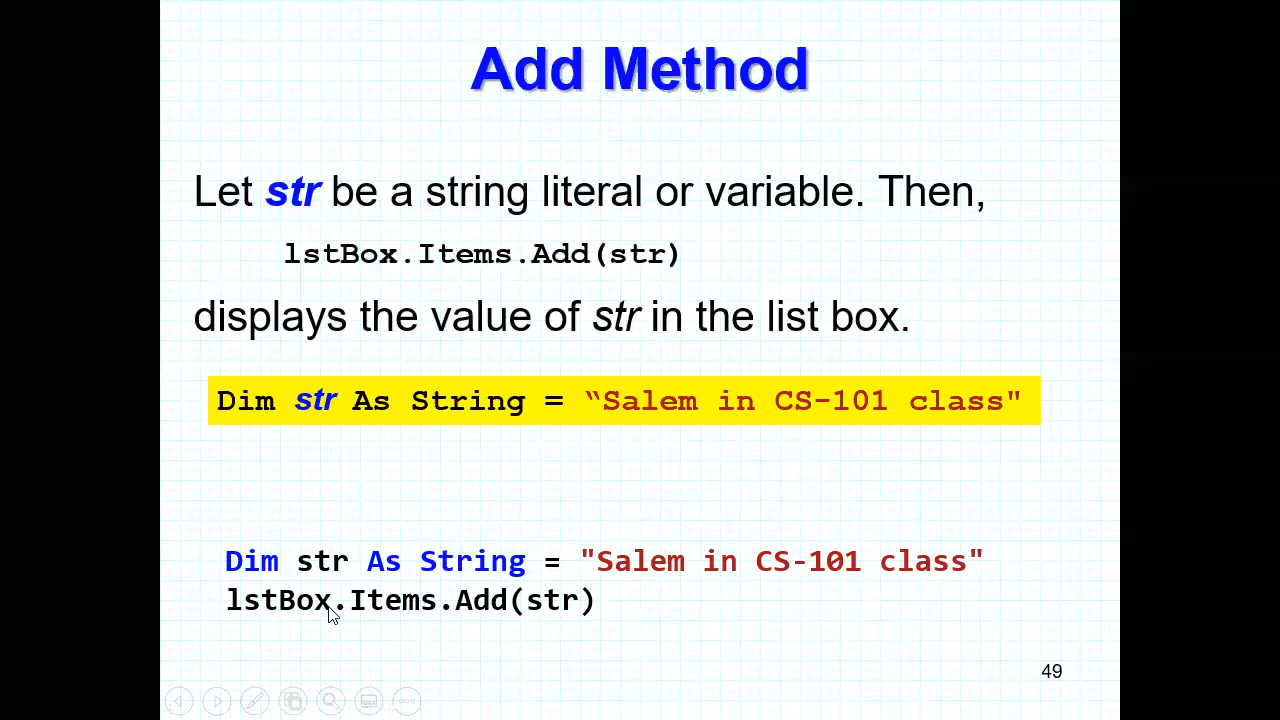 Add Method
Let str be a string literal or variable. Then,
lstBox.Items.Add(str)
displays the value of str in the list box.
Dim str As String = “Salem in CS-101 class"
Dim str As String = "Salem in CS-101 class"
lstBox.Items.Add(str)
49